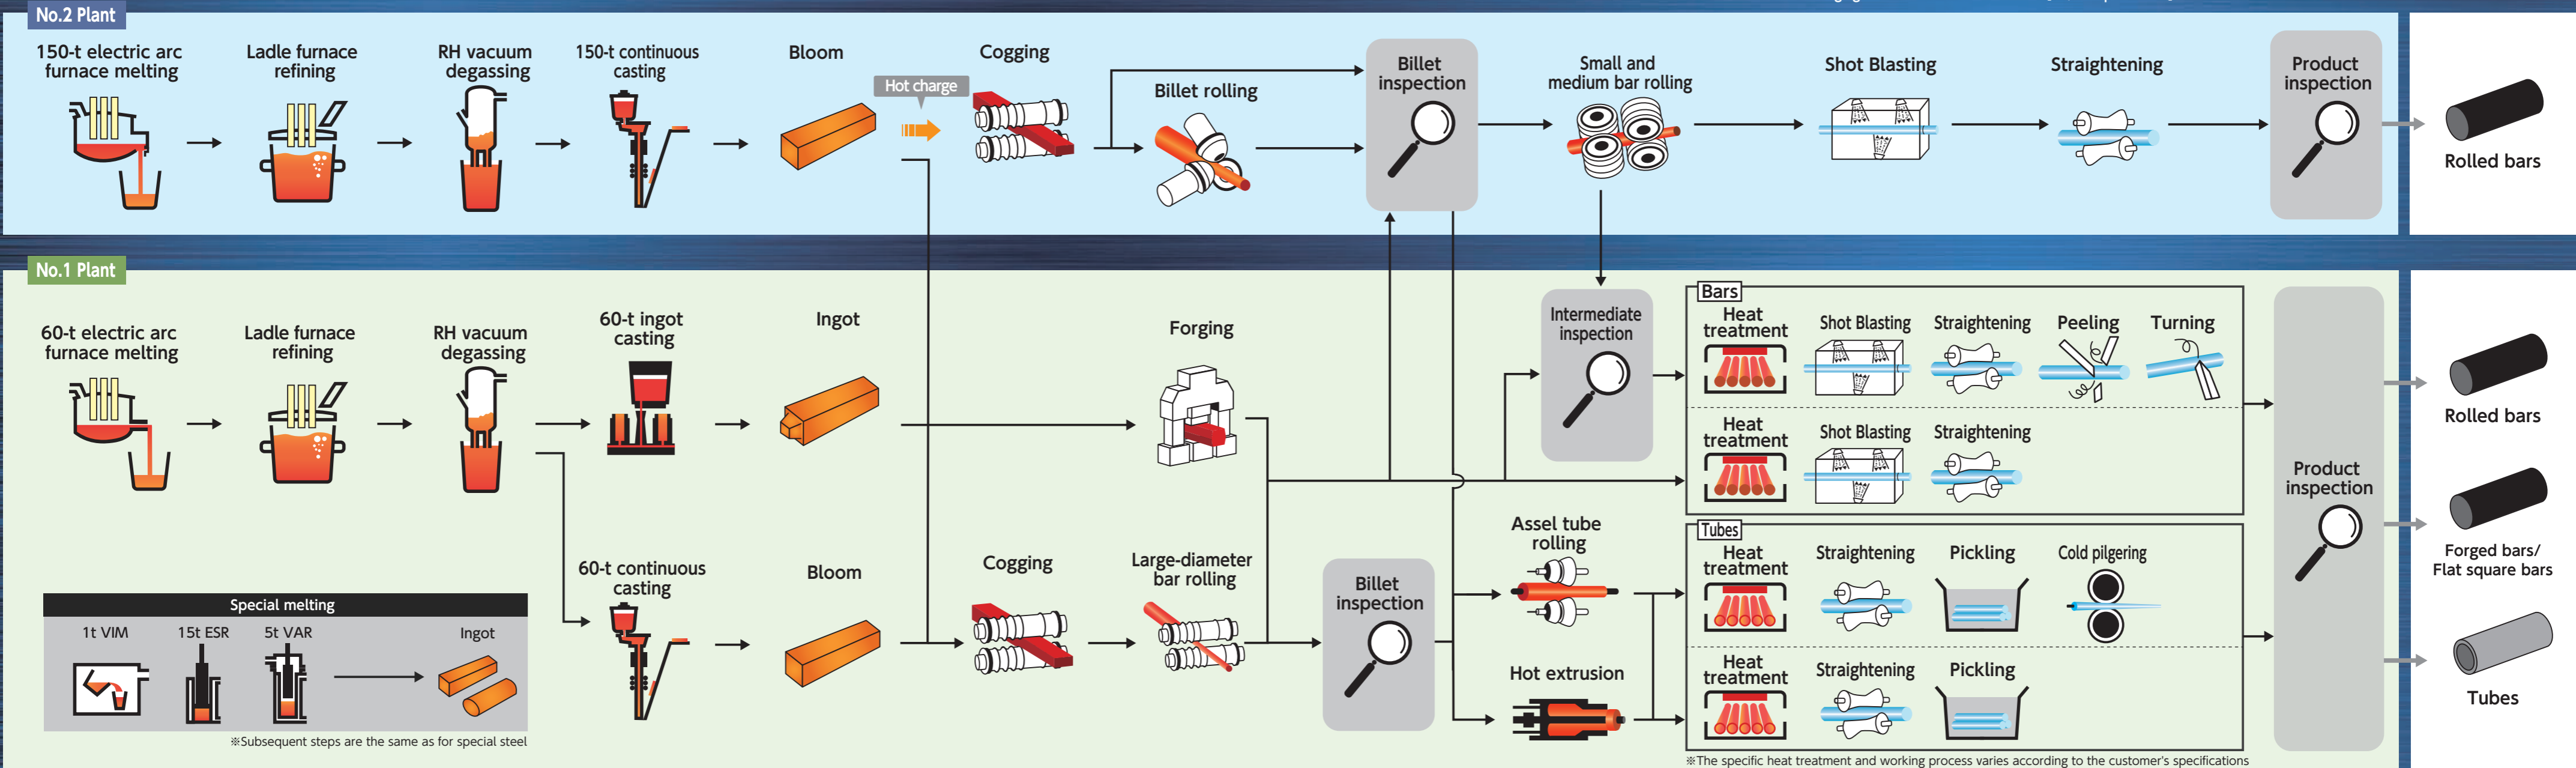 No.2 Plant
150-t electric arc
furnace melting
Ladle furnace
refining
RH vacuum
degassing
150-t continuous
casting
Bloom
Hot charge
Cogging
Billet rolling
Billet
inspection
Small and
medium bar rolling
Shot Blasting
Straightening
Product
inspection
Rolled bars
No.1 Plant
60-t electric arc
furnace melting
Ladle furnace
refining
RH vacuum
degassing
60-t ingot
casting
Ingot
Forging
Intermediate
inspection
Bars
Heat
treatment
Shot Blasting
Straightening
Peeling
Turning
Heat
treatment
Shot Blasting
Straightening
60-t continuous
casting
Bloom
Cogging
Large-diameter
bar rolling
Billet
inspection
Assel tube
rolling
Hot extrusion
Tubes
Heat
treatment
Straightening
Pickling
Cold pilgering
Heat
treatment
Straightening
Pickling
Product
inspection
Rolled bars
Forged bars/
Flat square bars
Tubes
Special melting
1t VIM
15t ESR
5t VAR
Ingot
※Subsequent steps are the same as for special steel
※The specific heat treatment and working process varies according to the customer's specifications